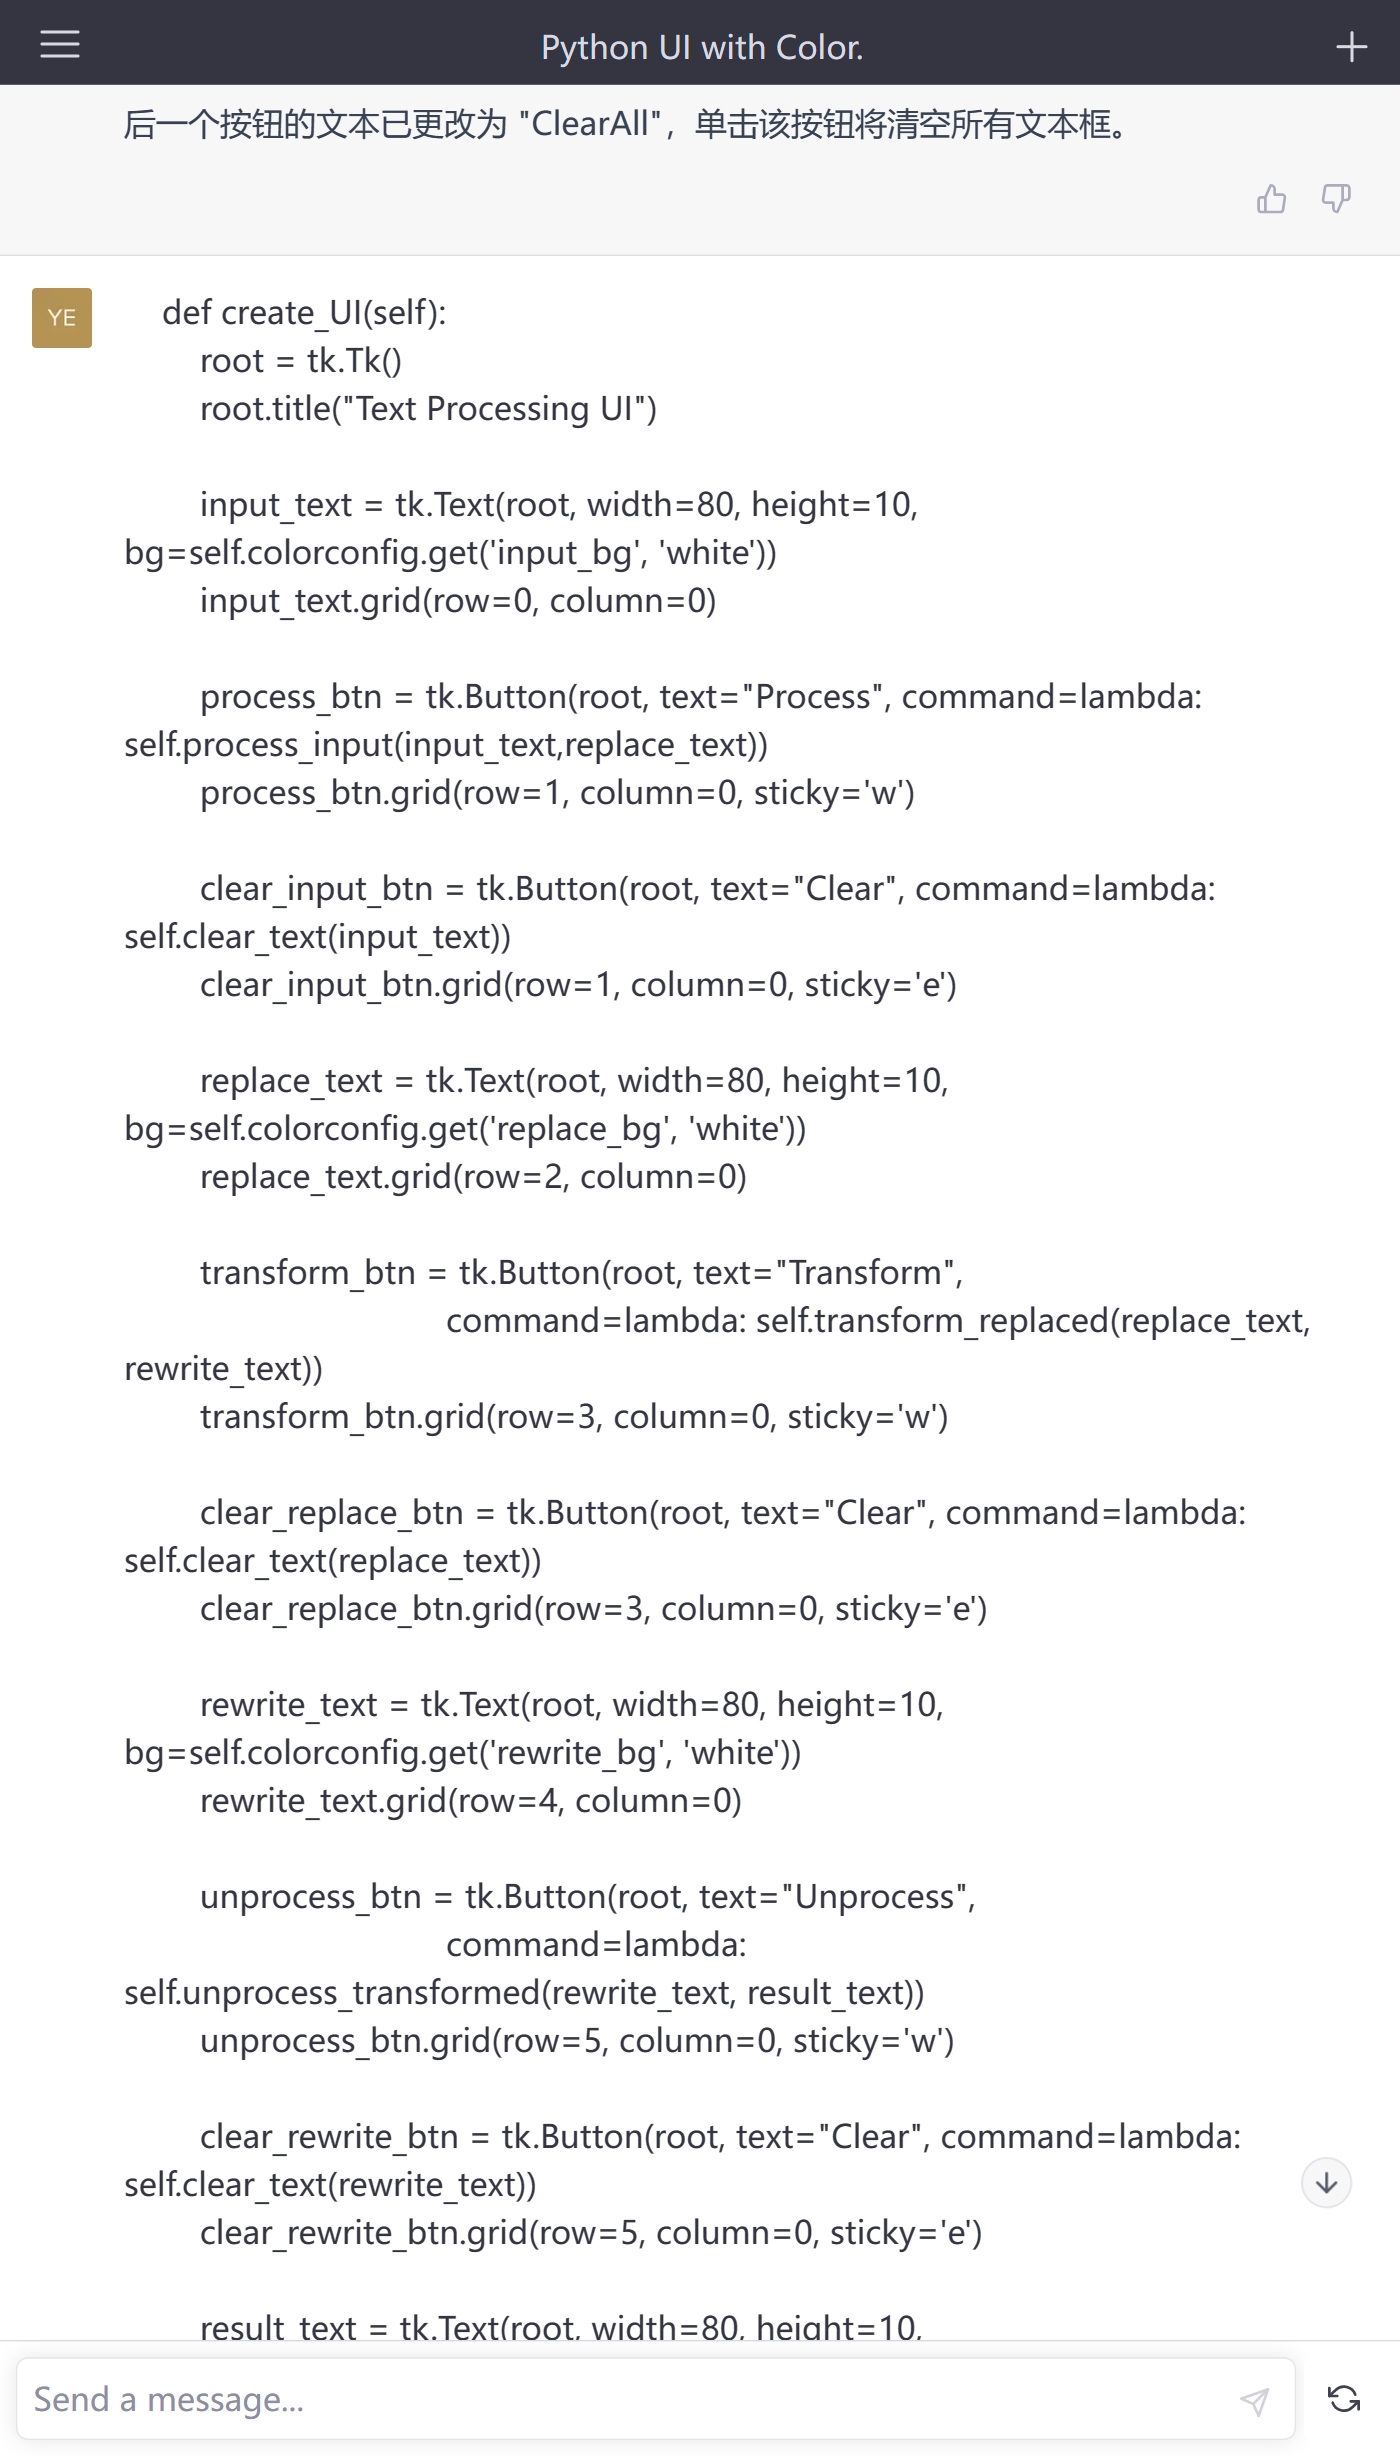 Python UI with Color.
后一个按钮的文本已更改为 "ClearAll"，单击该按钮将清空所有文本框。
YE
def create_UI(self):
root = tk.Tk()
root.title("Text Processing UI")
input_text = tk.Text(root, width=80, height=10,
bg=self.colorconfig.get('input_bg', 'white'))
input_text.grid(row=0, column=0)
process_btn = tk.Button(root, text="Process", command=lambda:
self.process_input(input_text,replace_text))
process_btn.grid(row=1, column=0, sticky='w')
clear_input_btn = tk.Button(root, text="Clear", command=lambda:
self.clear_text(input_text))
clear_input_btn.grid(row=1, column=0, sticky='e')
replace_text = tk.Text(root, width=80, height=10,
bg=self.colorconfig.get('replace_bg', 'white'))
replace_text.grid(row=2, column=0)
transform_btn = tk.Button(root, text="Transform",
command=lambda: self.transform_replaced(replace_text,
rewrite_text))
transform_btn.grid(row=3, column=0, sticky='w')
clear_replace_btn = tk.Button(root, text="Clear", command=lambda:
self.clear_text(replace_text))
clear_replace_btn.grid(row=3, column=0, sticky='e')
rewrite_text = tk.Text(root, width=80, height=10,
bg=self.colorconfig.get('rewrite_bg', 'white'))
rewrite_text.grid(row=4, column=0)
unprocess_btn = tk.Button(root, text="Unprocess",
command=lambda:
self.unprocess_transformed(rewrite_text, result_text))
unprocess_btn.grid(row=5, column=0, sticky='w')
clear_rewrite_btn = tk.Button(root, text="Clear", command=lambda:
self.clear_text(rewrite_text))
clear_rewrite_btn.grid(row=5, column=0, sticky='e')
result_text = tk.Text(root, width=80, height=10,
Send a message...